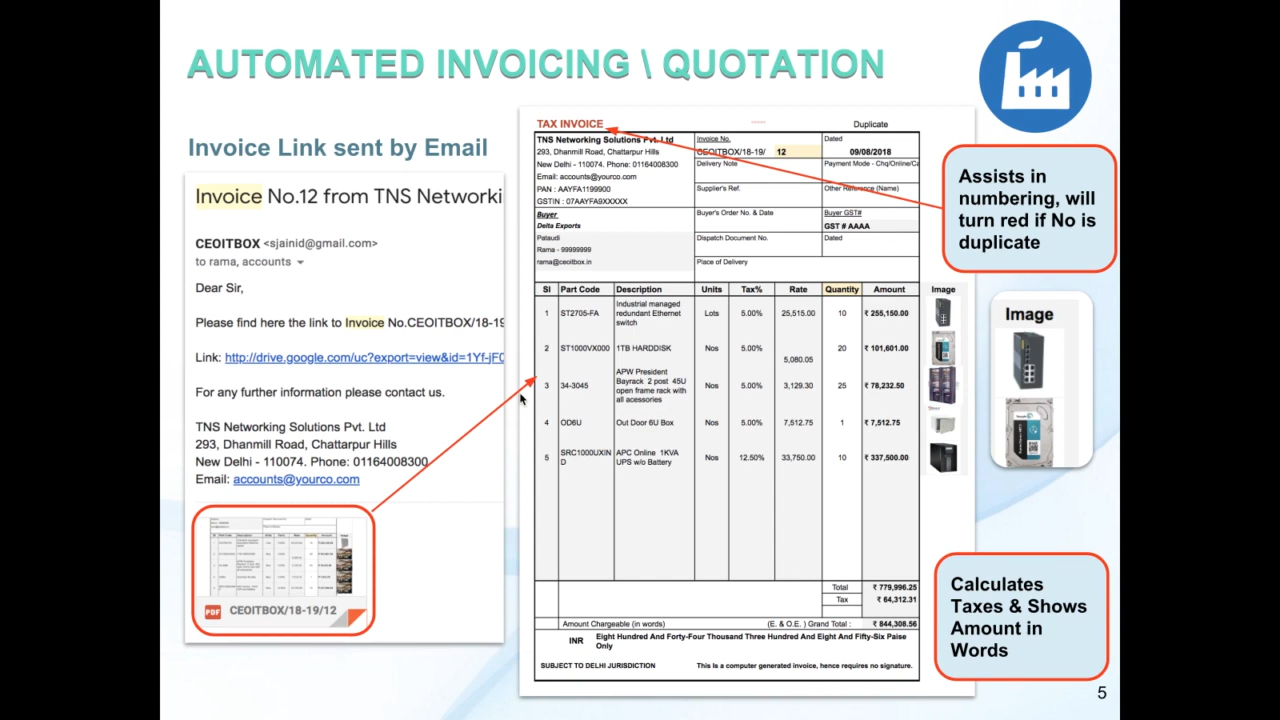 AUTOMATED INVOICING \ QUOTATION
Invoice Link sent by Email
Invoice No.12 from TNS Networki
CEOITBOX <sjainid@gmail.com>
to rama, accounts
Dear Sir,
Please find here the link to Invoice No.CEOITBOX/18-19
Link: http://drive.google.com/uc?export=view&id=1Yf-jF0
For any further information please contact us.
TNS Networking Solutions Pvt. Ltd
293, Dhanmill Road, Chattarpur Hills
New Delhi - 110074. Phone: 01164008300
Email: accounts@yourco.com
PDF CEOITBOX/18-19/12
TAX INVOICE Duplicate
TNS Networking Solutions Pvt. Ltd Invoice No. Dated
293, Dhanmill Road, Chattarpur Hills CEOITBOX/18-19/ 12 09/08/2018
New Delhi - 110074. Phone: 01164008300 Delivery Note Payment Mode - Chq/Online/Ca
Email: accounts@yourco.com
PAN : AAYFA1199900 Supplier's Ref. Other Reference (Name)
GSTIN : 07AAYFA9XXXXX
Buyer Buyer's Order No. & Date Buyer GST#
Delta Exports GST # AAAA
Pataudi Dispatch Document No. Dated
Rama - 99999999
rama@ceoitbox.in Place of Delivery
Sl Part Code Description Units Tax% Rate Quantity Amount Image
1 ST2705-FA Industrial managed redundant Ethernet switch Lots 5.00% 25,515.00 10 ₹ 255,150.00
2 ST1000VX000 1TB HARDDISK Nos 5.00% 5,080.05 20 ₹ 101,601.00
3 34-3045 APW President Bayrack 2 post 45U open frame rack with all acessories Nos 5.00% 3,129.30 25 ₹ 78,232.50
4 OD6U Out Door 6U Box Nos 5.00% 7,512.75 1 ₹ 7,512.75
5 SRC1000UXIN D APC Online 1KVA UPS w/o Battery Nos 12.50% 33,750.00 10 ₹ 337,500.00
Total ₹ 779,996.25
Tax ₹ 64,312.31
Amount Chargeable (in words) (E. & O.E. ) Grand Total : ₹ 844,308.56
INR Eight Hundred And Forty-Four Thousand Three Hundred And Eight And Fifty-Six Paise
Only
SUBJECT TO DELHI JURISDICTION This Is a computer generated invoice, hence requires no signature.
Assists in
numbering, will
turn red if No is
duplicate
Image
Calculates
Taxes & Shows
Amount in
Words
5